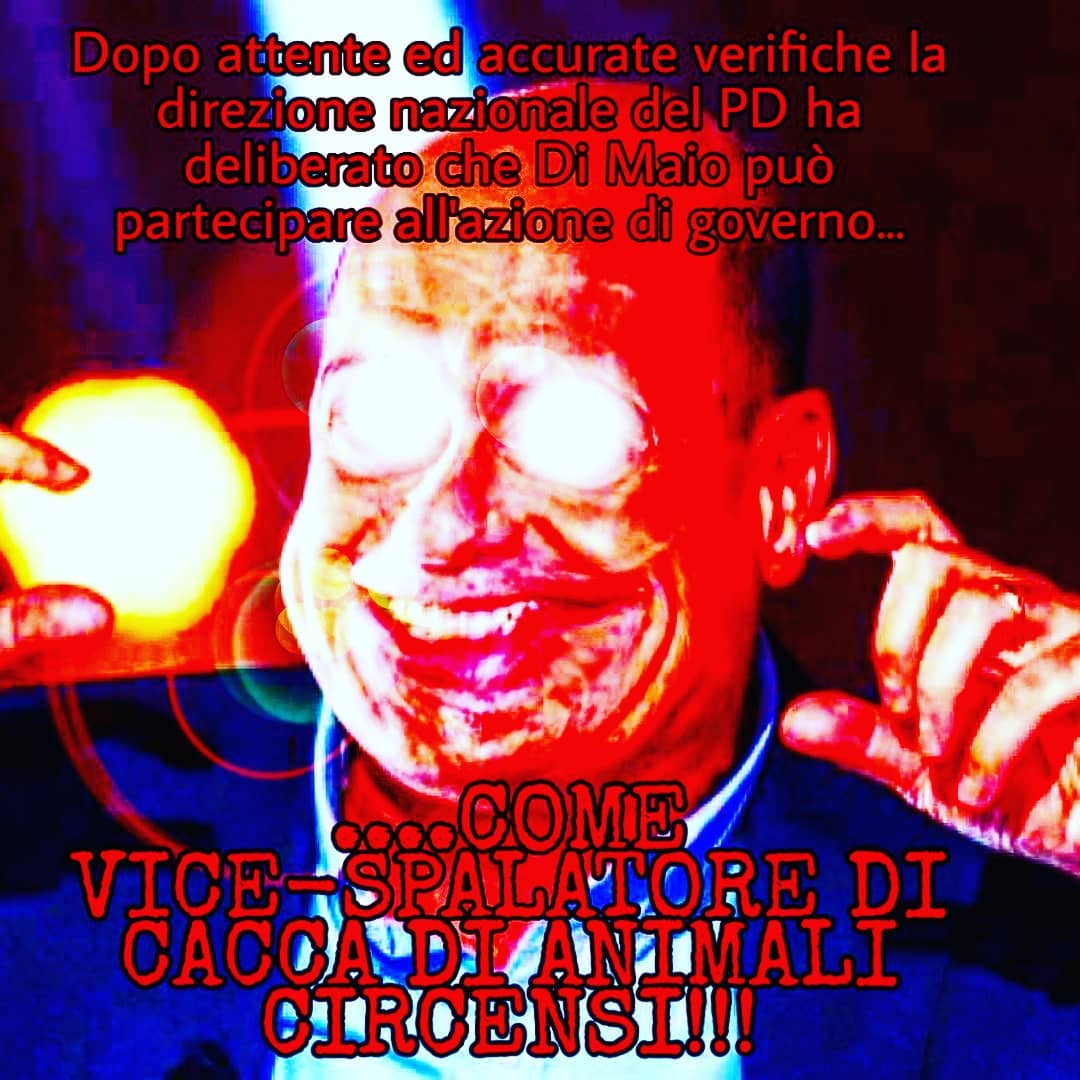 Dopo attente ed accurate verifiche la
direzione nazionale del PD ha
deliberato che Di Maio può
partecipare all'azione di governo...
....COME
VICE-SPALATORE DI
CACCA DI ANIMALI
CIRCENSI!!!